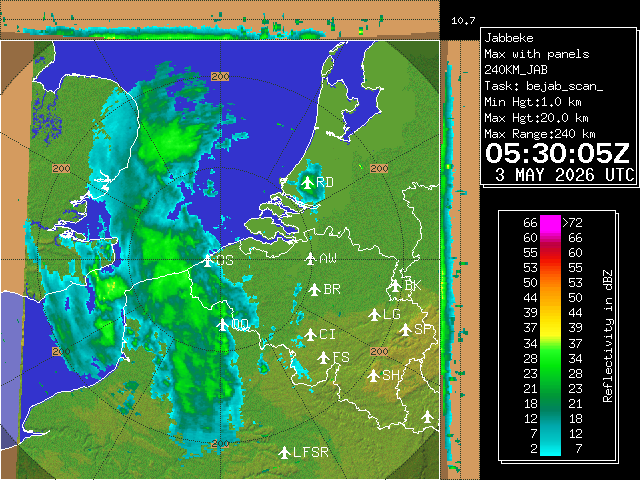 10.7
Jabbeke
Max with panels
240KM_JAB
Task: bejab_scan_
Min Hgt:1.0 km
Max Hgt:20.0 km
Max Range:240 km
05:30:05Z
3 MAY 2026 UTC
200
200
200
RD
OS
AW
BR
BK
LG
QO
SP
CI
FS
200
200
SH
200
LFSR
66 >72
60 66
55 60
53 55
50 53
44 50
39 44
37 39
34 37
28 34
23 28
21 23
18 21
12 18
7 12
2 7
Reflectivity in dBZ